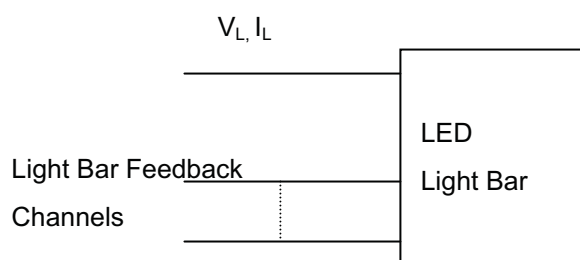 VL, IL
LED
Light Bar
Light Bar Feedback
Channels